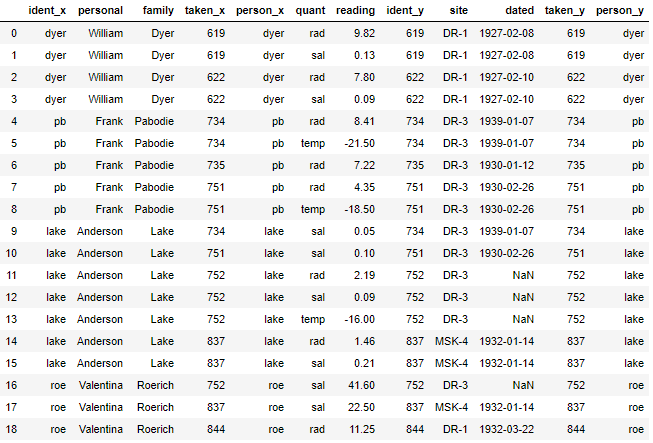 ident_x personal family taken_x person_x quant reading ident_y site dated taken_y person_y
0 dyer William Dyer 619 dyer rad 9.82 619 DR-1 1927-02-08 619 dyer
1 dyer William Dyer 619 dyer sal 0.13 619 DR-1 1927-02-08 619 dyer
2 dyer William Dyer 622 dyer rad 7.80 622 DR-1 1927-02-10 622 dyer
3 dyer William Dyer 622 dyer sal 0.09 622 DR-1 1927-02-10 622 dyer
4 pb Frank Pabodie 734 pb rad 8.41 734 DR-3 1939-01-07 734 pb
5 pb Frank Pabodie 734 pb temp -21.50 734 DR-3 1939-01-07 734 pb
6 pb Frank Pabodie 735 pb rad 7.22 735 DR-3 1930-01-12 735 pb
7 pb Frank Pabodie 751 pb rad 4.35 751 DR-3 1930-02-26 751 pb
8 pb Frank Pabodie 751 pb temp -18.50 751 DR-3 1930-02-26 751 pb
9 lake Anderson Lake 734 lake sal 0.05 734 DR-3 1939-01-07 734 lake
10 lake Anderson Lake 751 lake sal 0.10 751 DR-3 1930-02-26 751 lake
11 lake Anderson Lake 752 lake rad 2.19 752 DR-3 NaN 752 lake
12 lake Anderson Lake 752 lake sal 0.09 752 DR-3 NaN 752 lake
13 lake Anderson Lake 752 lake temp -16.00 752 DR-3 NaN 752 lake
14 lake Anderson Lake 837 lake rad 1.46 837 MSK-4 1932-01-14 837 lake
15 lake Anderson Lake 837 lake sal 0.21 837 MSK-4 1932-01-14 837 lake
16 roe Valentina Roerich 752 roe sal 41.60 752 DR-3 NaN 752 roe
17 roe Valentina Roerich 837 roe sal 22.50 837 MSK-4 1932-01-14 837 roe
18 roe Valentina Roerich 844 roe rad 11.25 844 DR-1 1932-03-22 844 roe